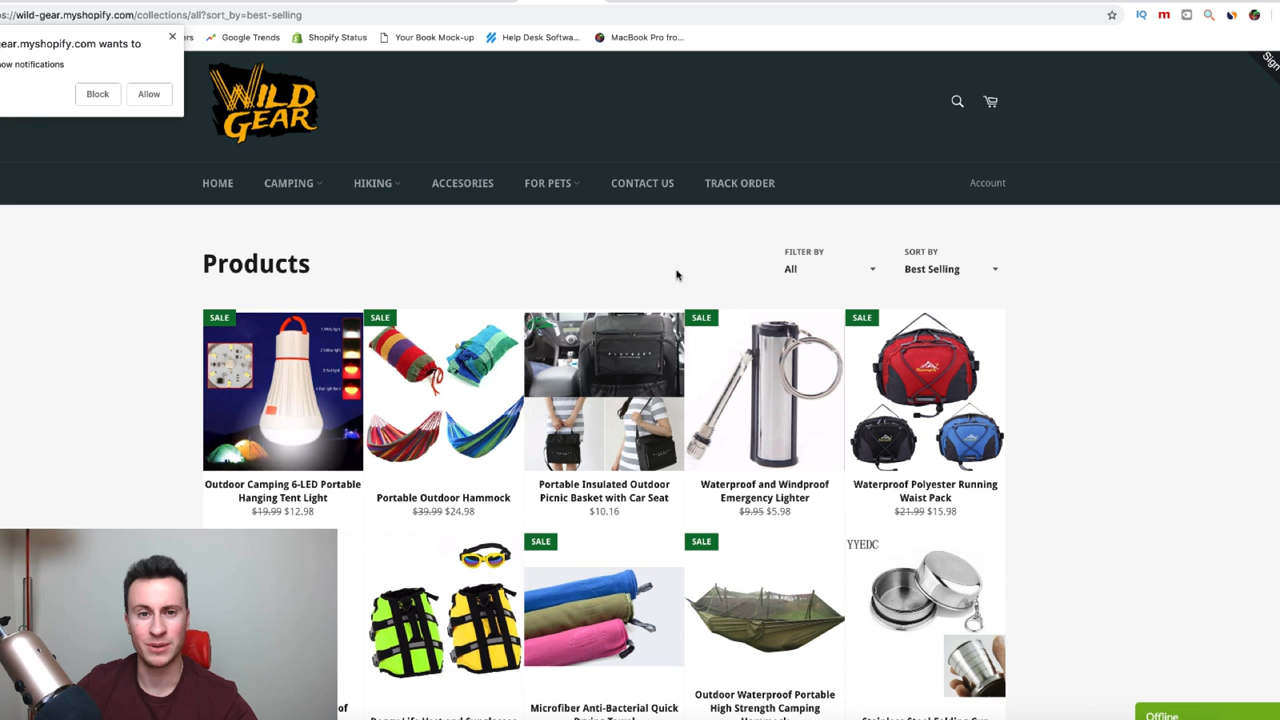 s://wild-gear.myshopify.com/collections/all?sort_by=best-selling
ers Google Trends Shopify Status Your Book Mock-up Help Desk Softwa... MacBook Pro fro...
gear.myshopify.com wants to
ow notifications
Block Allow
Sign
WILD
GEAR
HOME CAMPING HIKING ACCESORIES FOR PETS CONTACT US TRACK ORDER Account
Products
FILTER BY
All
SORT BY
Best Selling
SALE
SALE
SALE
SALE
Outdoor Camping 6-LED Portable
Hanging Tent Light
$19.99 $12.98
Portable Outdoor Hammock
$39.99 $24.98
Portable Insulated Outdoor
Picnic Basket with Car Seat
$10.16
Waterproof and Windproof
Emergency Lighter
$9.95 $5.98
Waterproof Polyester Running
Waist Pack
$21.99 $15.98
SALE
SALE
YYEDC
of
Microfiber Anti-Bacterial Quick
Outdoor Waterproof Portable
High Strength Camping
Offline